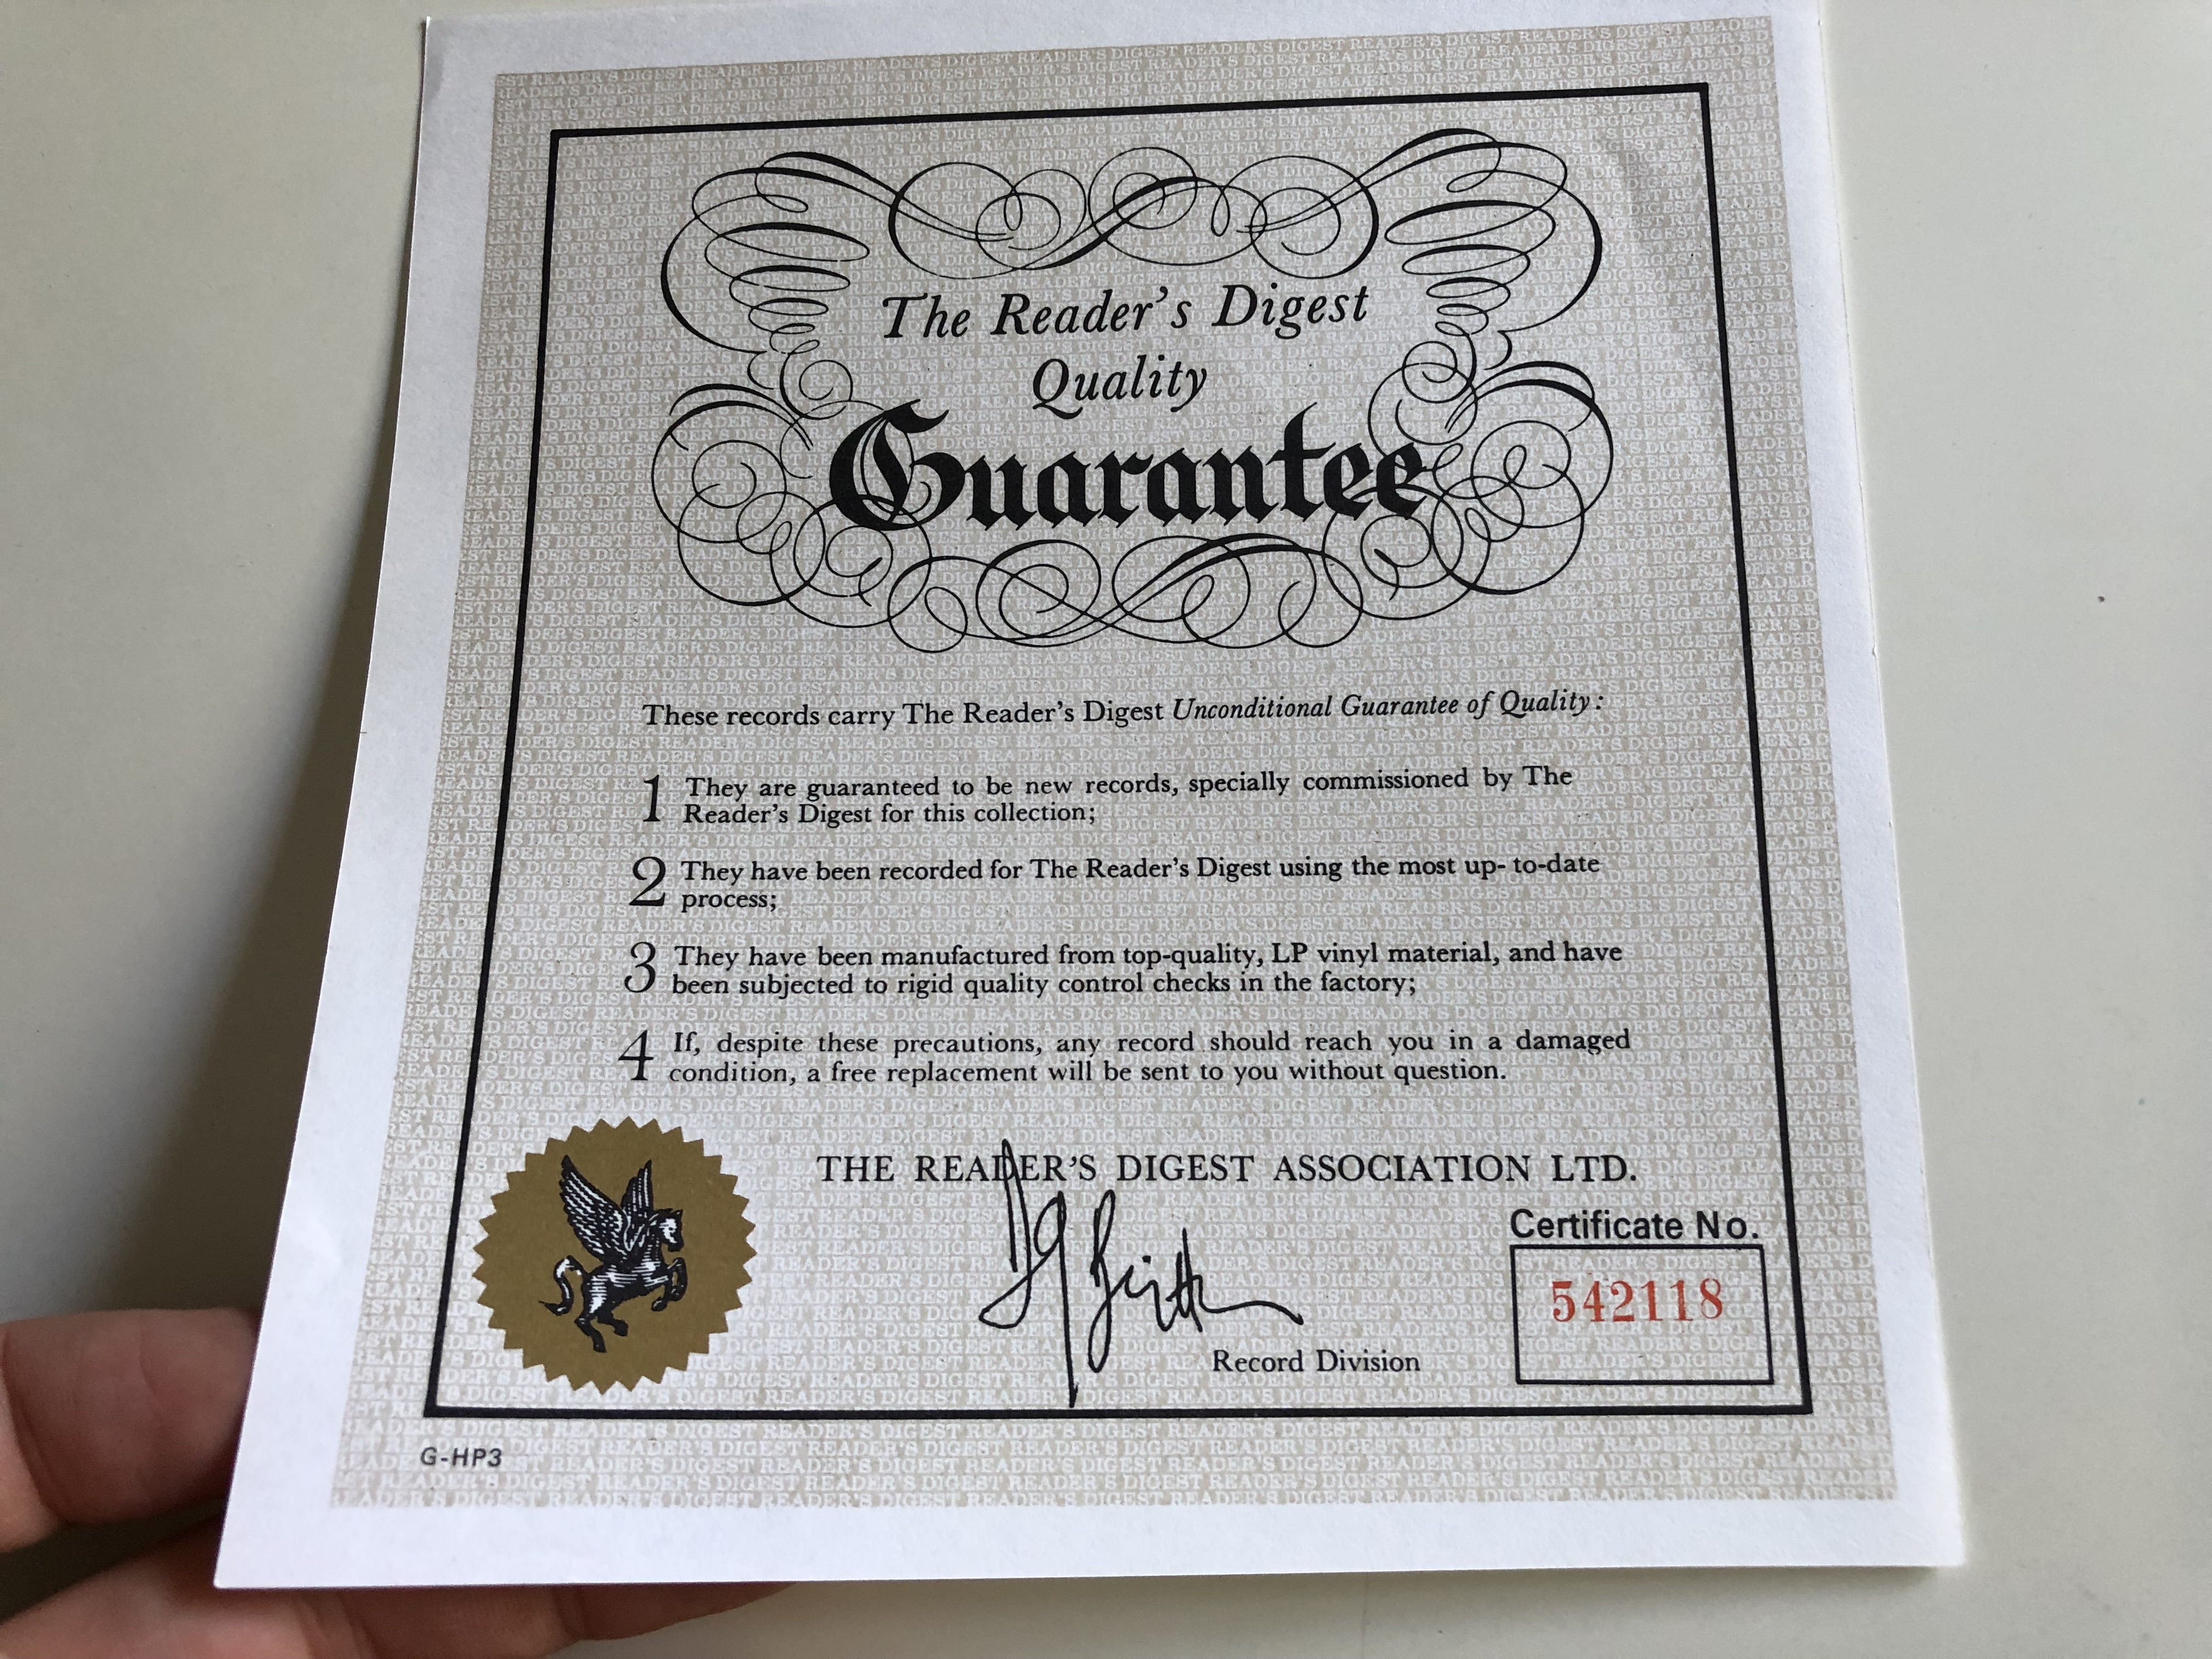 The Reader's Digest
Quality
Guarantee
These records carry The Reader's Digest Unconditional Guarantee of Quality:
1 They are guaranteed to be new records, specially commissioned by The
Reader's Digest for this collection;
2 They have been recorded for The Reader's Digest using the most up- to-date
process;
3 They have been manufactured from top-quality, LP vinyl material, and have
been subjected to rigid quality control checks in the factory;
4 If, despite these precautions, any record should reach you in a damaged
condition, a free replacement will be sent to you without question.
THE READER'S DIGEST ASSOCIATION LTD.
Certificate No.
542118
Record Division
G-HP3